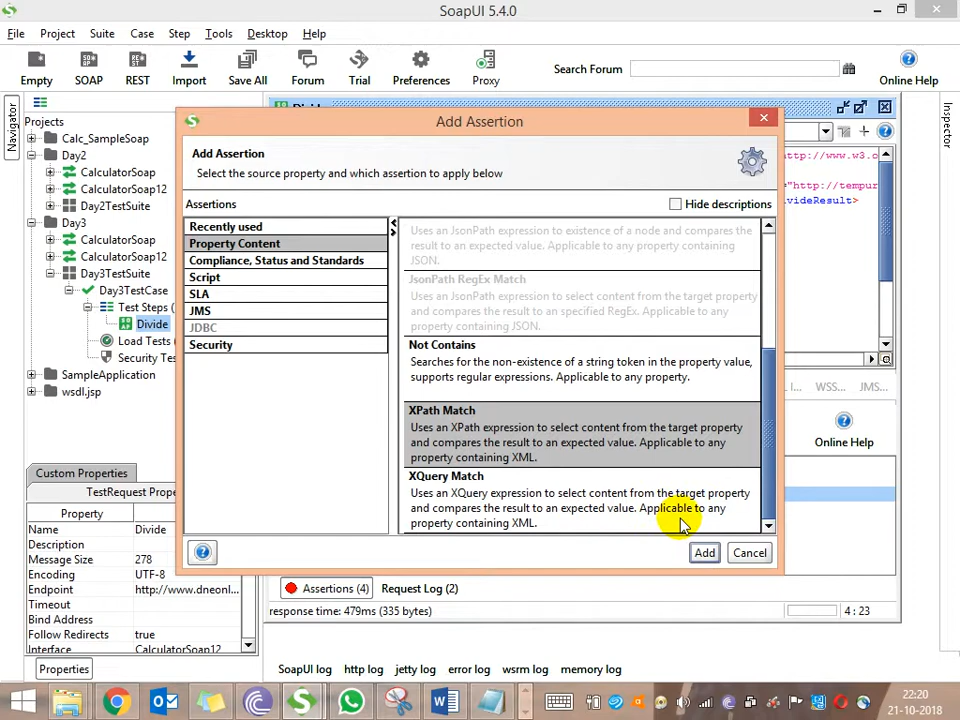 SoapUI 5.4.0
File Project Suite Case Step Tools Desktop Help
Empty SOAP REST Import Save All Forum Trial Preferences Proxy Search Forum Online Help
Navigator
Projects
Calc_SampleSoap
Day2
CalculatorSoap
CalculatorSoap12
Day2TestSuite
Day3
CalculatorSoap
CalculatorSoap12
Day3TestSuite
Day3TestCase
Test Steps (
Divide
Load Tests (
Security Te
SampleApplication
wsdl.jsp
Inspector
http://www.w3.o
="http://tempur
ivideResult>
WSS... JMS...
Online Help
Add Assertion
Add Assertion
Select the source property and which assertion to apply below
Assertions
Hide descriptions
Recently used
Property Content
Compliance, Status and Standards
Script
SLA
JMS
JDBC
Security
Uses an JsonPath expression to existence of a node and compares the
result to an expected value. Applicable to any property containing
JSON.
JsonPath RegEx Match
Uses an JsonPath expression to select content from the target property
and compares the result to an specified RegEx. Applicable to any
property containing JSON.
Not Contains
Searches for the non-existence of a string token in the property value,
supports regular expressions. Applicable to any property.
XPath Match
Uses an XPath expression to select content from the target property
and compares the result to an expected value. Applicable to any
property containing XML.
XQuery Match
Uses an XQuery expression to select content from the target property
and compares the result to an expected value. Applicable to any
property containing XML.
Add Cancel
Custom Properties
TestRequest Prope
Property
Name Divide
Description
Message Size 278
Encoding UTF-8
Endpoint http://www.dneonl...
Timeout
Bind Address
Follow Redirects true
Interface CalculatorSoap12
Properties
Assertions (4) Request Log (2)
response time: 479ms (335 bytes) 4 : 23
SoapUI log http log jetty log error log wsrm log memory log
22:20
21-10-2018